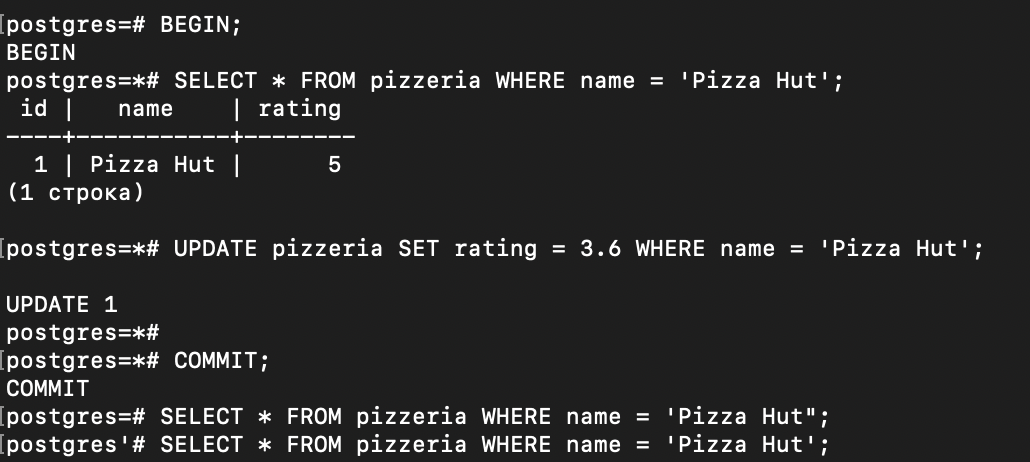 [postgres=# BEGIN;
BEGIN
postgres=*# SELECT * FROM pizzeria WHERE name = 'Pizza Hut';
 id |   name    | rating
----+-----------+--------
  1 | Pizza Hut |      5
(1 строка)
[postgres=*# UPDATE pizzeria SET rating = 3.6 WHERE name = 'Pizza Hut';
UPDATE 1
postgres=*#
[postgres=*# COMMIT;
COMMIT
[postgres=# SELECT * FROM pizzeria WHERE name = 'Pizza Hut";
[postgres'# SELECT * FROM pizzeria WHERE name = 'Pizza Hut';